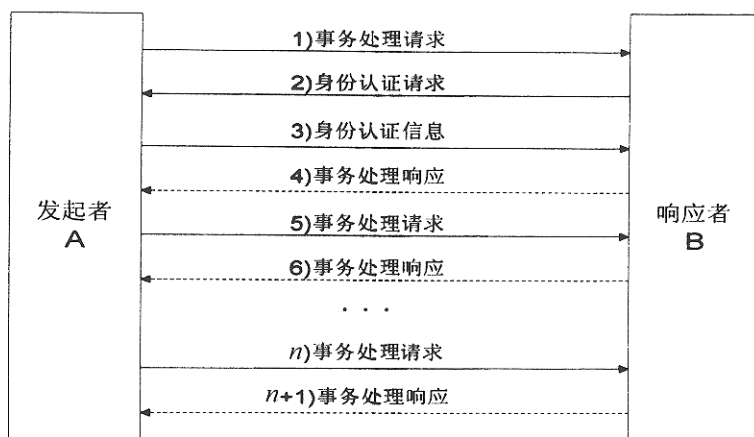 1)事务处理请求
2)身份认证请求
3)身份认证信息
4)事务处理响应
发起者
A
5)事务处理请求
响应者
B
6)事务处理响应
. . .
n)事务处理请求
n+1)事务处理响应